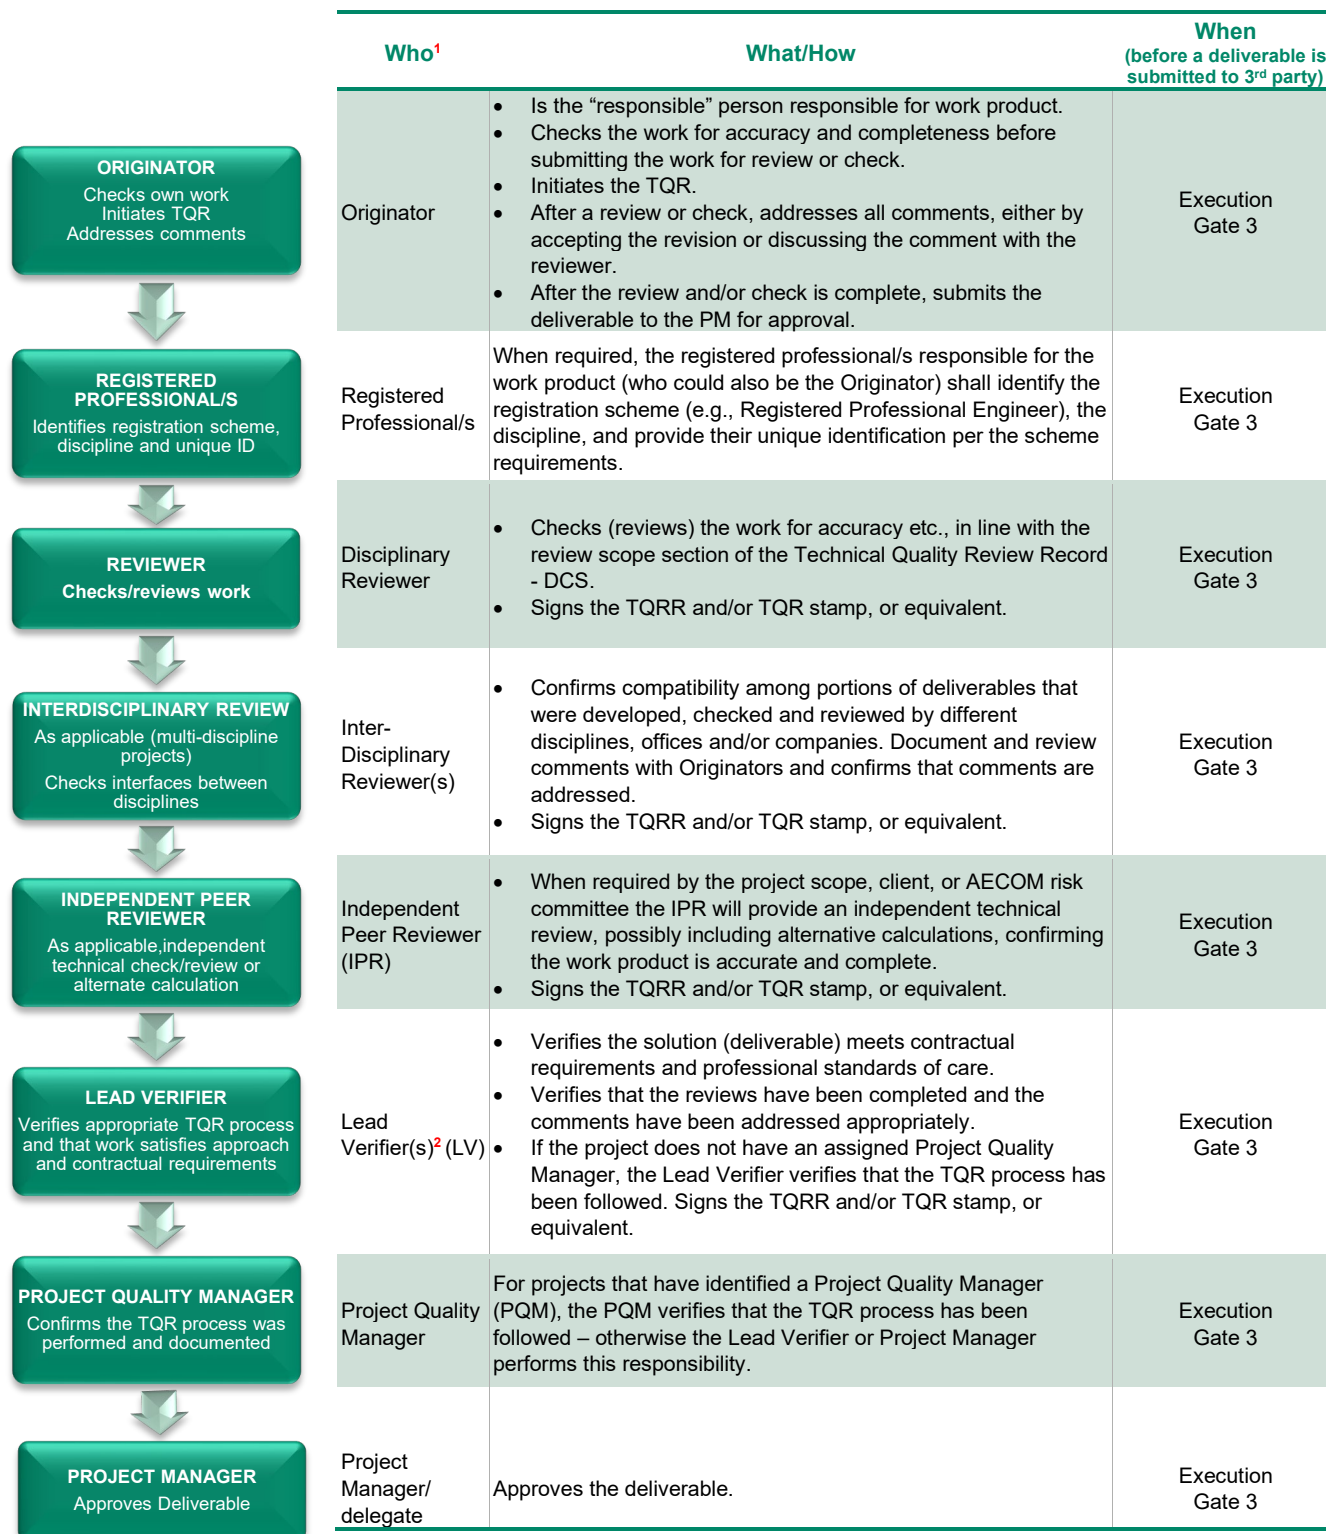 Who1
What/How
When
(before a deliverable is
submitted to 3rd party)
ORIGINATOR
Checks own work
Initiates TQR
Addresses comments
Originator
• Is the “responsible” person responsible for work product.
• Checks the work for accuracy and completeness before
submitting the work for review or check.
• Initiates the TQR.
• After a review or check, addresses all comments, either by
accepting the revision or discussing the comment with the
reviewer.
• After the review and/or check is complete, submits the
deliverable to the PM for approval.
Execution
Gate 3
REGISTERED
PROFESSIONAL/S
Identifies registration scheme,
discipline and unique ID
Registered
Professional/s
When required, the registered professional/s responsible for the
work product (who could also be the Originator) shall identify the
registration scheme (e.g., Registered Professional Engineer), the
discipline, and provide their unique identification per the scheme
requirements.
Execution
Gate 3
REVIEWER
Checks/reviews work
Disciplinary
Reviewer
• Checks (reviews) the work for accuracy etc., in line with the
review scope section of the Technical Quality Review Record
- DCS.
• Signs the TQRR and/or TQR stamp, or equivalent.
Execution
Gate 3
INTERDISCIPLINARY REVIEW
As applicable (multi-discipline
projects)
Checks interfaces between
disciplines
Inter-
Disciplinary
Reviewer(s)
• Confirms compatibility among portions of deliverables that
were developed, checked and reviewed by different
disciplines, offices and/or companies. Document and review
comments with Originators and confirms that comments are
addressed.
• Signs the TQRR and/or TQR stamp, or equivalent.
Execution
Gate 3
INDEPENDENT PEER
REVIEWER
As applicable,independent
technical check/review or
alternate calculation
Independent
Peer Reviewer
(IPR)
• When required by the project scope, client, or AECOM risk
committee the IPR will provide an independent technical
review, possibly including alternative calculations, confirming
the work product is accurate and complete.
• Signs the TQRR and/or TQR stamp, or equivalent.
Execution
Gate 3
LEAD VERIFIER
Verifies appropriate TQR process
and that work satisfies approach
and contractual requirements
Lead
Verifier(s)2 (LV)
• Verifies the solution (deliverable) meets contractual
requirements and professional standards of care.
• Verifies that the reviews have been completed and the
comments have been addressed appropriately.
• If the project does not have an assigned Project Quality
Manager, the Lead Verifier verifies that the TQR process has
been followed. Signs the TQRR and/or TQR stamp, or
equivalent.
Execution
Gate 3
PROJECT QUALITY MANAGER
Confirms the TQR process was
performed and documented
Project Quality
Manager
For projects that have identified a Project Quality Manager
(PQM), the PQM verifies that the TQR process has been
followed – otherwise the Lead Verifier or Project Manager
performs this responsibility.
Execution
Gate 3
PROJECT MANAGER
Approves Deliverable
Project
Manager/
delegate
Approves the deliverable.
Execution
Gate 3